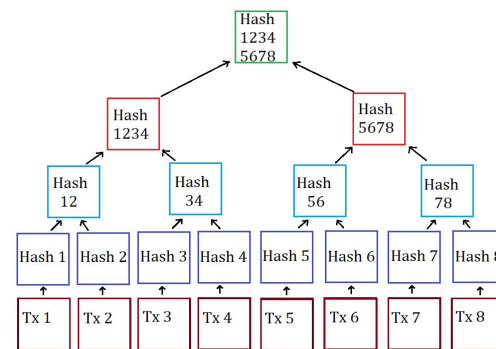 Hash
1234
5678
Hash
1234
Hash
5678
Hash
12
Hash
34
Hash
56
Hash
78
Hash 1
Hash 2
Hash 3
Hash 4
Hash 5
Hash 6
Hash 7
Hash 8
Tx 1
Tx 2
Tx 3
Tx 4
Tx 5
Tx 6
Tx 7
Tx 8